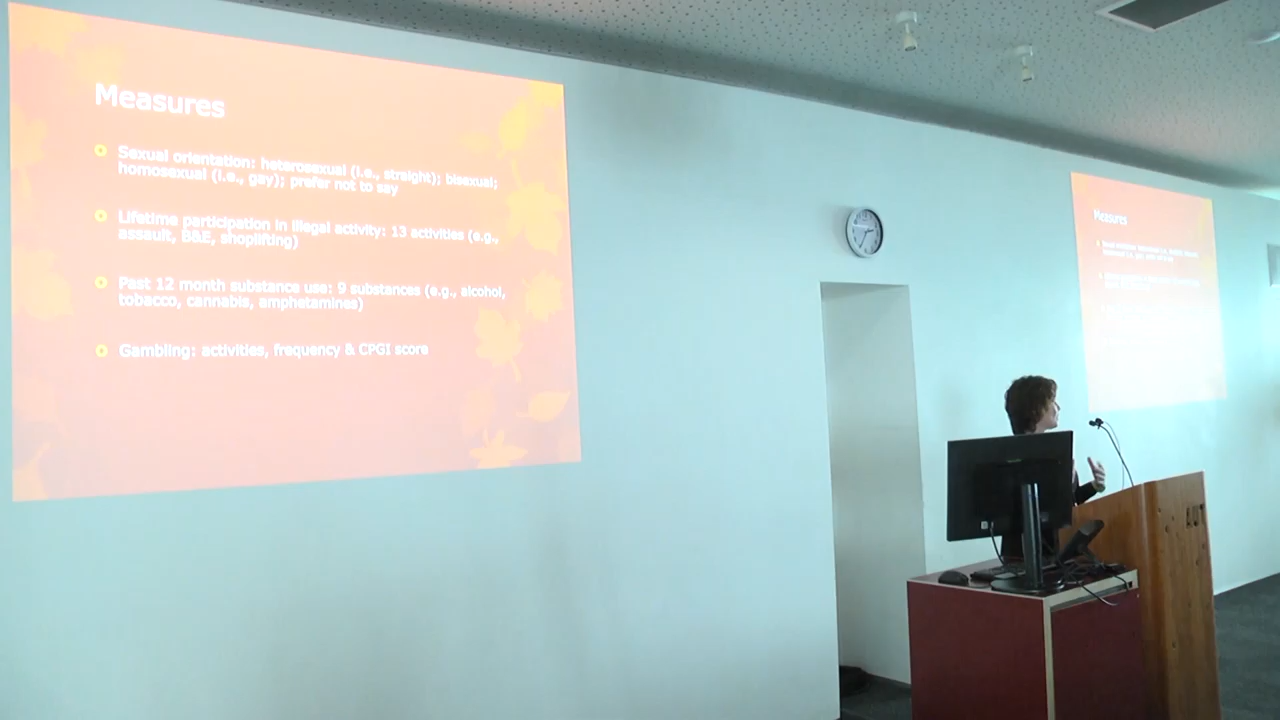 Measures
Sexual orientation: heterosexual (i.e., straight); bisexual;
homosexual (i.e., gay); prefer not to say
Lifetime participation in illegal activity: 13 activities (e.g.,
assault, B&E, shoplifting)
Past 12 month substance use: 9 substances (e.g., alcohol,
tobacco, cannabis, amphetamines)
Gambling: activities, frequency & CPGI score
Measures
AUT